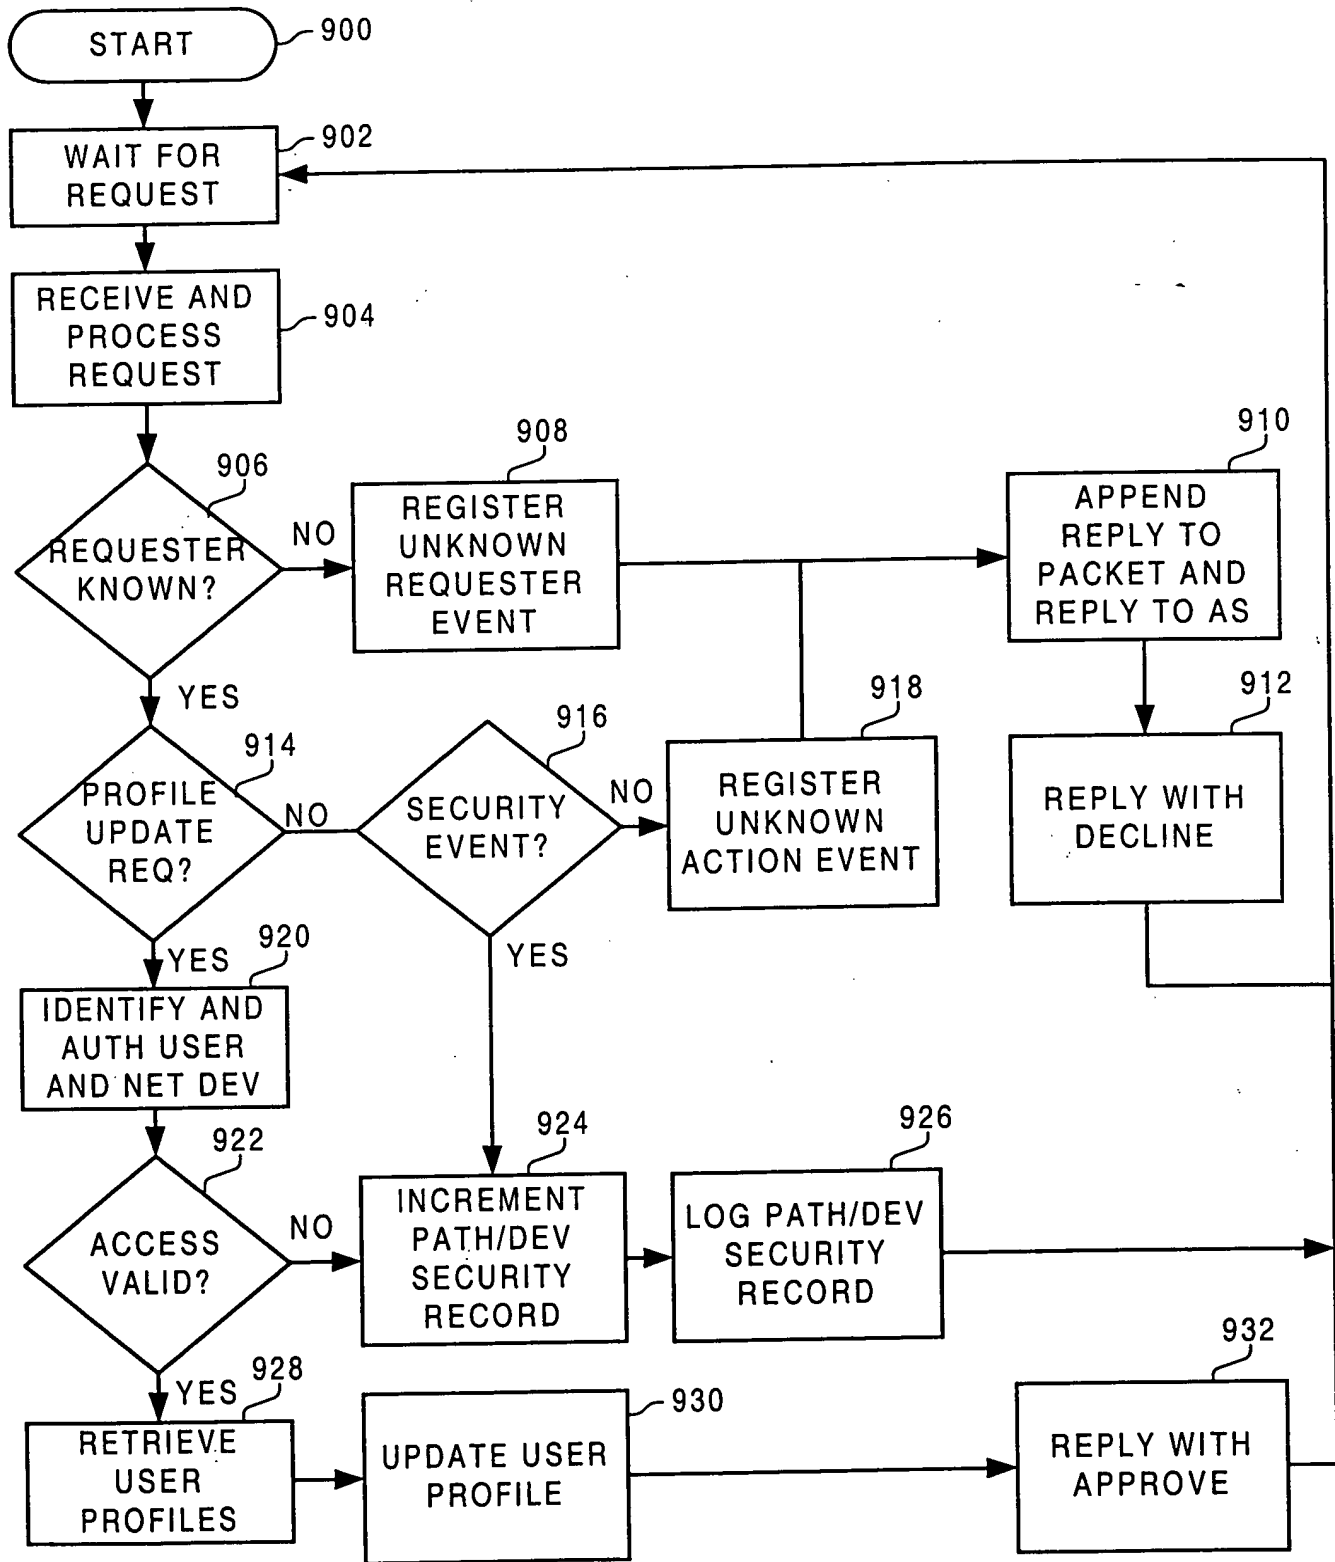 START
900
WAIT FOR
REQUEST
902
RECEIVE AND
PROCESS
REQUEST
904
REQUESTER
KNOWN?
906
NO
YES
REGISTER
UNKNOWN
REQUESTER
EVENT
908
APPEND
REPLY TO
PACKET AND
REPLY TO AS
910
REPLY WITH
DECLINE
912
PROFILE
UPDATE
REQ?
914
NO
YES
SECURITY
EVENT?
916
NO
YES
REGISTER
UNKNOWN
ACTION EVENT
918
IDENTIFY AND
AUTH USER
AND NET DEV
920
ACCESS
VALID?
922
NO
YES
INCREMENT
PATH/DEV
SECURITY
RECORD
924
LOG PATH/DEV
SECURITY
RECORD
926
RETRIEVE
USER
PROFILES
928
UPDATE USER
PROFILE
930
REPLY WITH
APPROVE
932